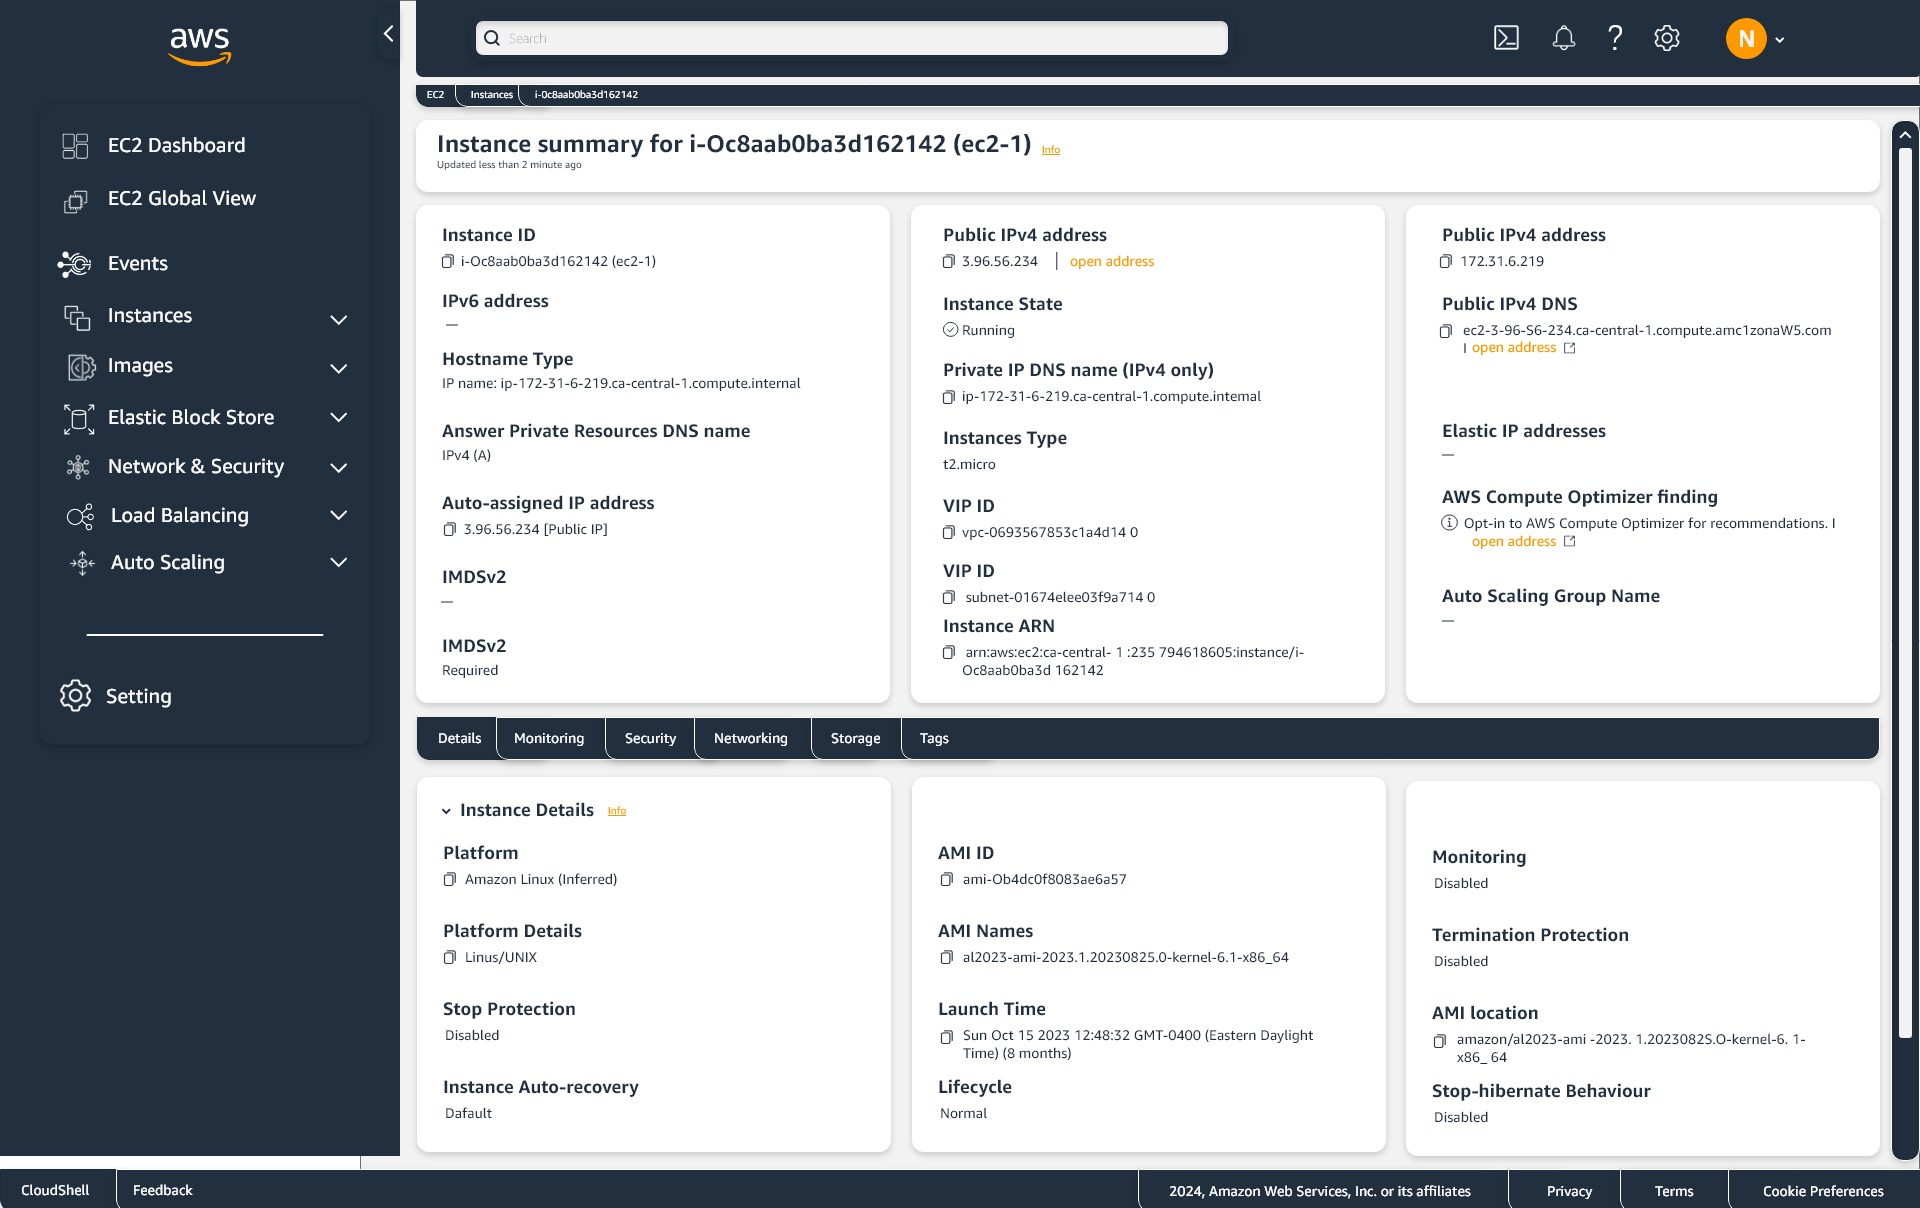 aws
Search
N
EC2
Instances
i-0c8aab0ba3d162142
EC2 Dashboard
EC2 Global View
Events
Instances
Images
Elastic Block Store
Network & Security
Load Balancing
Auto Scaling
Setting
Instance summary for i-Oc8aab0ba3d162142 (ec2-1) Info
Updated less than 2 minute ago
Instance ID
i-Oc8aab0ba3d162142 (ec2-1)
IPv6 address
—
Hostname Type
IP name: ip-172-31-6-219.ca-central-1.compute.internal
Answer Private Resources DNS name
IPv4 (A)
Auto-assigned IP address
3.96.56.234 [Public IP]
IMDSv2
—
IMDSv2
Required
Public IPv4 address
3.96.56.234 | open address
Instance State
Running
Private IP DNS name (IPv4 only)
ip-172-31-6-219.ca-central-1.compute.intemal
Instances Type
t2.micro
VIP ID
vpc-0693567853c1a4d14 0
VIP ID
subnet-01674elee03f9a714 0
Instance ARN
arn:aws:ec2:ca-central- 1 :235 794618605:instance/i-
Oc8aab0ba3d 162142
Public IPv4 address
172.31.6.219
Public IPv4 DNS
ec2-3-96-S6-234.ca-central-1.compute.amc1zonaW5.com
I open address
Elastic IP addresses
—
AWS Compute Optimizer finding
Opt-in to AWS Compute Optimizer for recommendations. I
open address
Auto Scaling Group Name
—
Details
Monitoring
Security
Networking
Storage
Tags
Instance Details Info
Platform
Amazon Linux (Inferred)
Platform Details
Linus/UNIX
Stop Protection
Disabled
Instance Auto-recovery
Dafault
AMI ID
ami-Ob4dc0f8083ae6a57
AMI Names
al2023-ami-2023.1.20230825.0-kernel-6.1-x86_64
Launch Time
Sun Oct 15 2023 12:48:32 GMT-0400 (Eastern Daylight
Time) (8 months)
Lifecycle
Normal
Monitoring
Disabled
Termination Protection
Disabled
AMI location
amazon/al2023-ami -2023. 1.2023082S.O-kernel-6. 1-
x86_ 64
Stop-hibernate Behaviour
Disabled
CloudShell
Feedback
2024, Amazon Web Services, Inc. or its affiliates
Privacy
Terms
Cookie Preferences